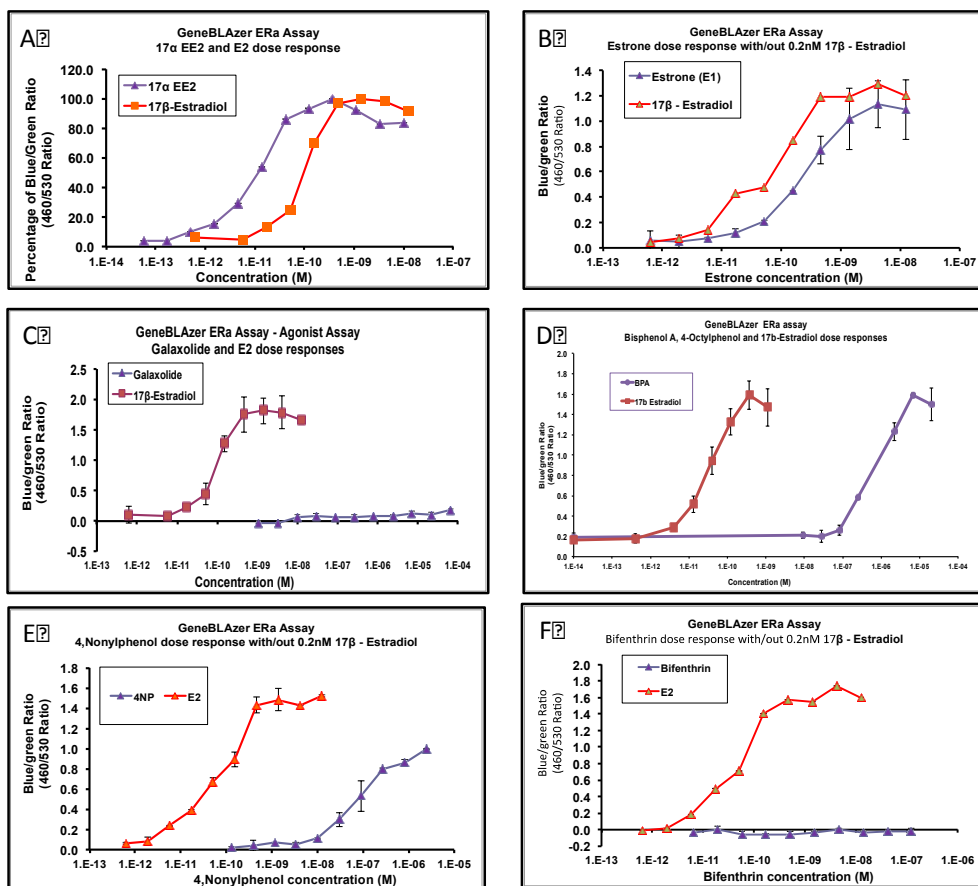 A
GeneBLAzer ERa Assay
17α EE2 and E2 dose response
17α EE2
17β-Estradiol
Percentage of Blue/Green Ratio
(460/530 Ratio)
100.0
80.0
60.0
40.0
20.0
0.0
1.E-14 1.E-13 1.E-12 1.E-11 1.E-10 1.E-09 1.E-08 1.E-07
Concentration (M)
B
GeneBLAzer ERa Assay
Estrone dose response with/out 0.2nM 17β - Estradiol
Estrone (E1)
17β - Estradiol
Blue/green Ratio
(460/530 Ratio)
1.4
1.2
1.0
0.8
0.6
0.4
0.2
0.0
1.E-13 1.E-12 1.E-11 1.E-10 1.E-09 1.E-08 1.E-07
Estrone concentration (M)
C
GeneBLAzer ERa Assay - Agonist Assay
Galaxolide and E2 dose responses
Galaxolide
17β-Estradiol
Blue/green Ratio
(460/530 Ratio)
2.5
2.0
1.5
1.0
0.5
0.0
-0.5
1.E-13 1.E-12 1.E-11 1.E-10 1.E-09 1.E-08 1.E-07 1.E-06 1.E-05 1.E-04
Concentration (M)
D
GeneBLAzer ERa assay
Bisphenol A, 4-Octylphenol and 17b-Estradiol dose responses
BPA
17b Estradiol
Blue/green Ratio
(460/530 Ratio)
2
1.8
1.6
1.4
1.2
1
0.8
0.6
0.4
0.2
0
1.E-14 1.E-13 1.E-12 1.E-11 1.E-10 1.E-09 1.E-08 1.E-07 1.E-06 1.E-05 1.E-04
Concentration (M)
E
GeneBLAzer ERa Assay
4,Nonylphenol dose response with/out 0.2nM 17β - Estradiol
4NP
E2
Blue/green Ratio
(460/530 Ratio)
1.8
1.6
1.4
1.2
1.0
0.8
0.6
0.4
0.2
0.0
1.E-13 1.E-12 1.E-11 1.E-10 1.E-09 1.E-08 1.E-07 1.E-06 1.E-05
4,Nonylphenol concentration (M)
F
GeneBLAzer ERa Assay
Bifenthrin dose response with/out 0.2nM 17β - Estradiol
Bifenthrin
E2
Blue/green Ratio
(460/530 Ratio)
2.0
1.8
1.6
1.4
1.2
1.0
0.8
0.6
0.4
0.2
0.0
-0.2
1.E-13 1.E-12 1.E-11 1.E-10 1.E-09 1.E-08 1.E-07 1.E-06
Bifenthrin concentration (M)